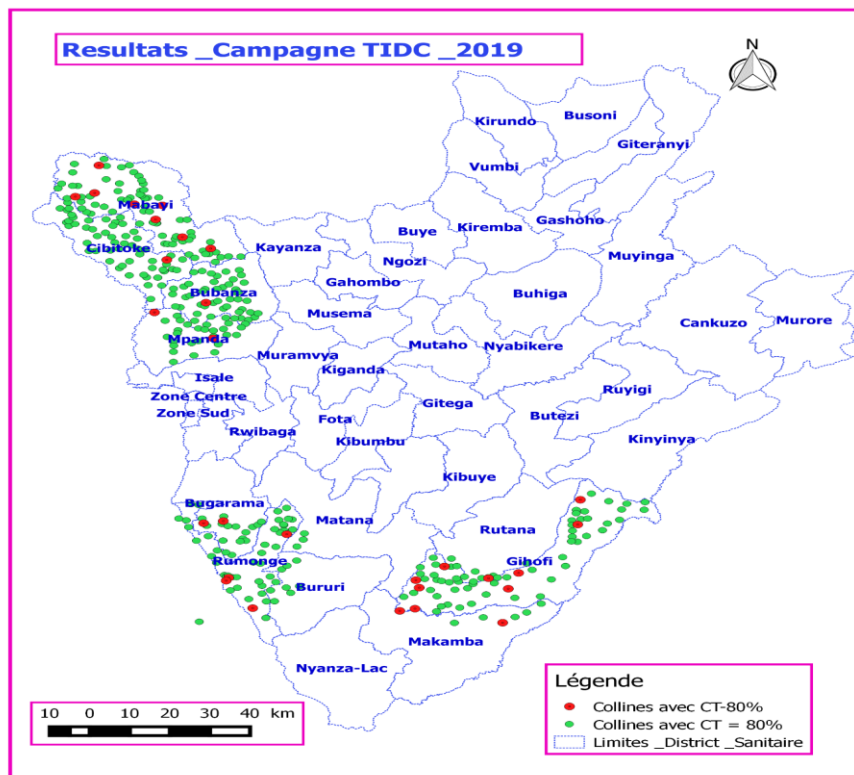 Resultats _Campagne TIDC _2019
N
Kirundo
Busoni
Giteranyi
Vumbi
Mabayi
Gashoho
Kiremba
Buye
Cibitoke
Kayanza
Muyinga
Ngozi
Gahombo
Bubanza
Buhiga
Musema
Cankuzo
Murore
Mpanda
Mutaho
Nyabikere
Muramvya
Kiganda
Isale
Ruyigi
Zone Centre
Gitega
Zone Sud
Fota
Butezi
Rwibaga
Kibumbu
Kinyinya
Kibuye
Bugarama
Matana
Rutana
Rumonge
Gihofi
Bururi
Makamba
Nyanza-Lac
Légende
Collines avec CT-80%
Collines avec CT = 80%
Limites _District _Sanitaire
10 0 10 20 30 40 km